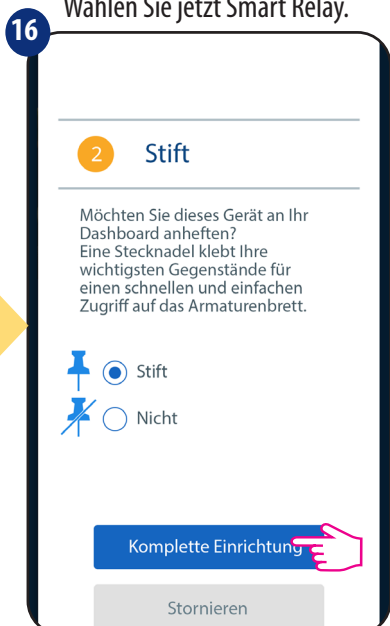 Wählen Sie jetzt Smart Relay.
16
2 Stift
Möchten Sie dieses Gerät an Ihr
Dashboard anheften?
Eine Stecknadel klebt Ihre
wichtigsten Gegenstände für
einen schnellen und einfachen
Zugriff auf das Armaturenbrett.
Stift
Nicht
Komplette Einrichtung
Stornieren